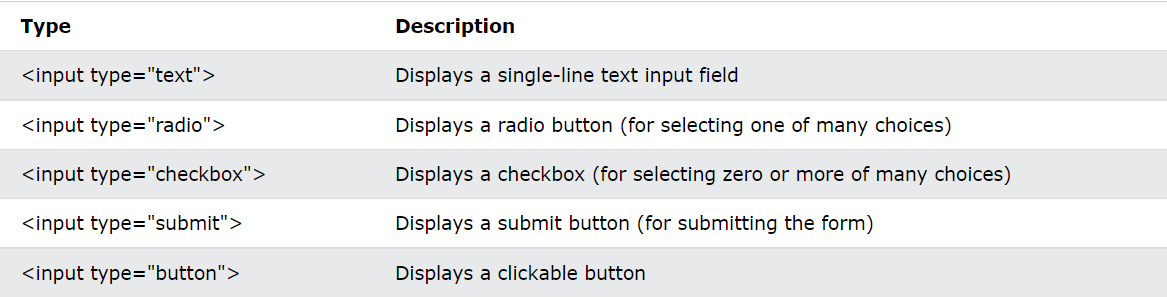 Type Description
<input type="text"> Displays a single-line text input field
<input type="radio"> Displays a radio button (for selecting one of many choices)
<input type="checkbox"> Displays a checkbox (for selecting zero or more of many choices)
<input type="submit"> Displays a submit button (for submitting the form)
<input type="button"> Displays a clickable button